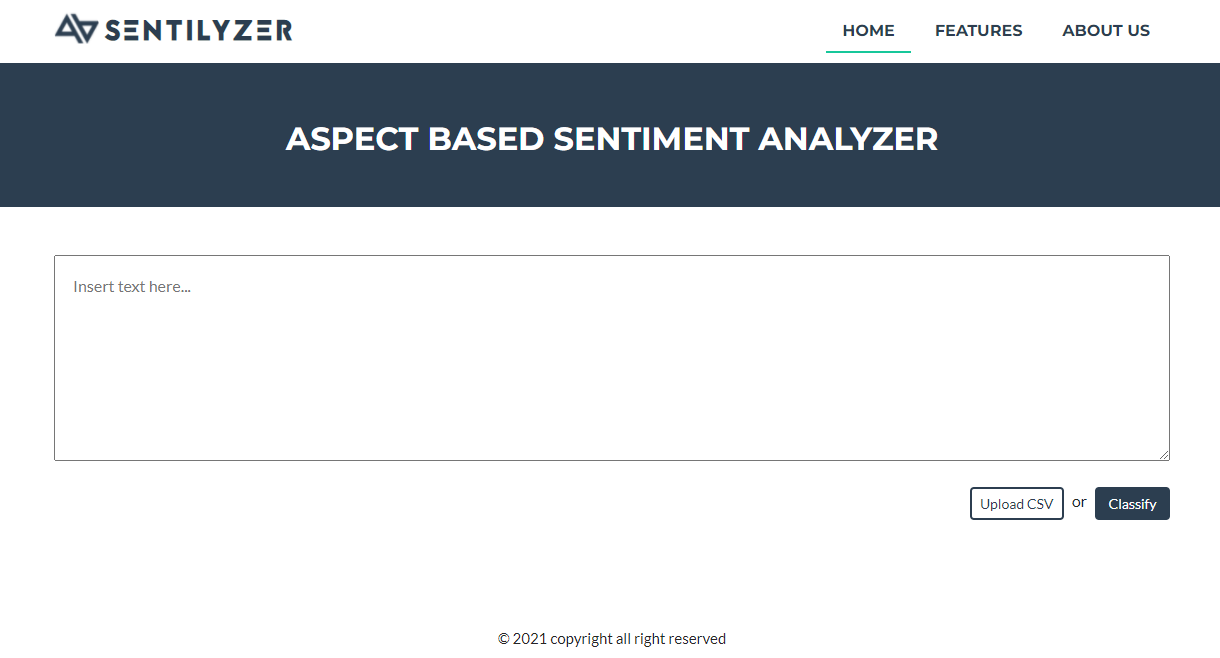 SENTILYZER
HOME FEATURES ABOUT US
ASPECT BASED SENTIMENT ANALYZER
Insert text here...
Upload CSV or Classify
© 2021 copyright all right reserved